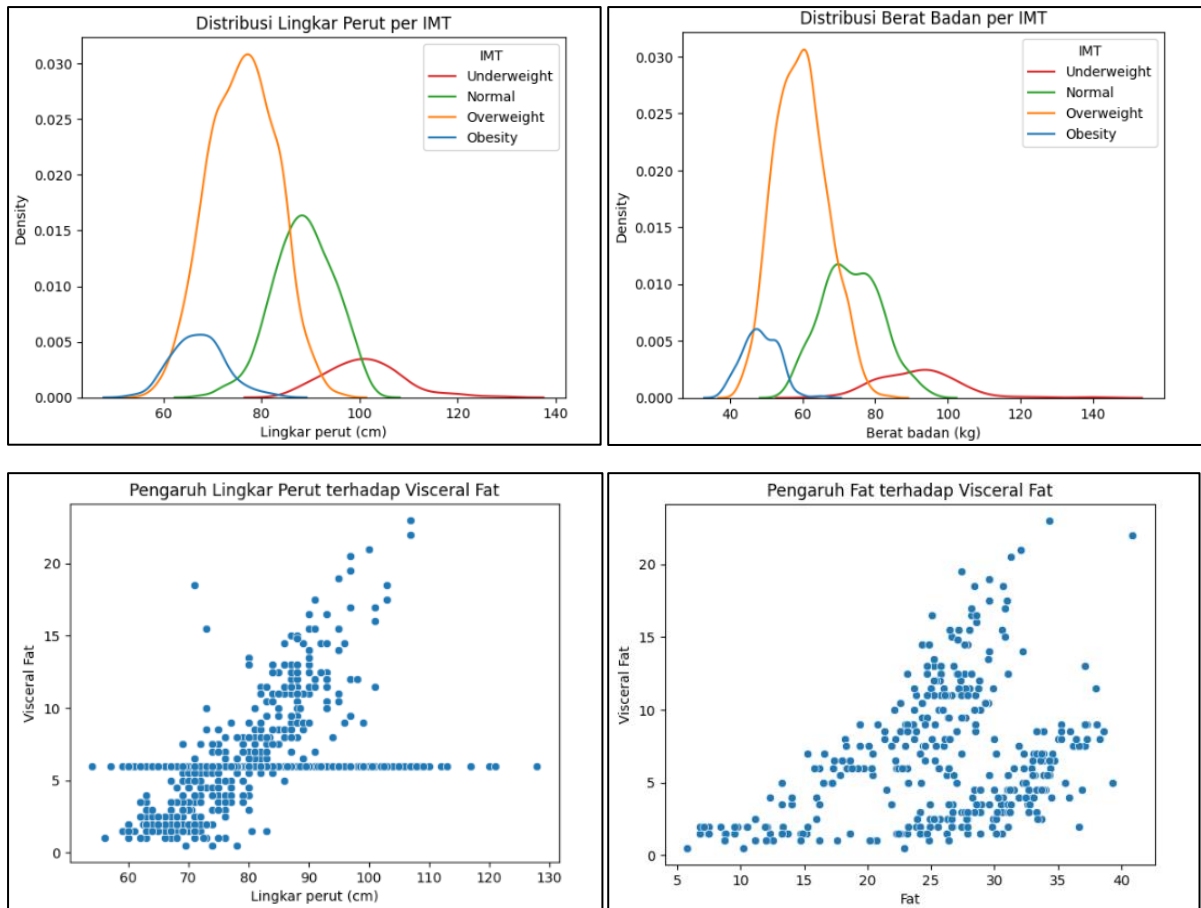 Distribusi Lingkar Perut per IMT
IMT
Underweight
Normal
Overweight
Obesity
0.030
0.025
0.020
0.015
0.010
0.005
0.000
Density
60 80 100 120 140
Lingkar perut (cm)
Distribusi Berat Badan per IMT
IMT
Underweight
Normal
Overweight
Obesity
0.030
0.025
0.020
0.015
0.010
0.005
0.000
Density
40 60 80 100 120 140
Berat badan (kg)
Pengaruh Lingkar Perut terhadap Visceral Fat
20
15
10
5
0
Visceral Fat
60 70 80 90 100 110 120 130
Lingkar perut (cm)
Pengaruh Fat terhadap Visceral Fat
20
15
10
5
0
Visceral Fat
5 10 15 20 25 30 35 40
Fat